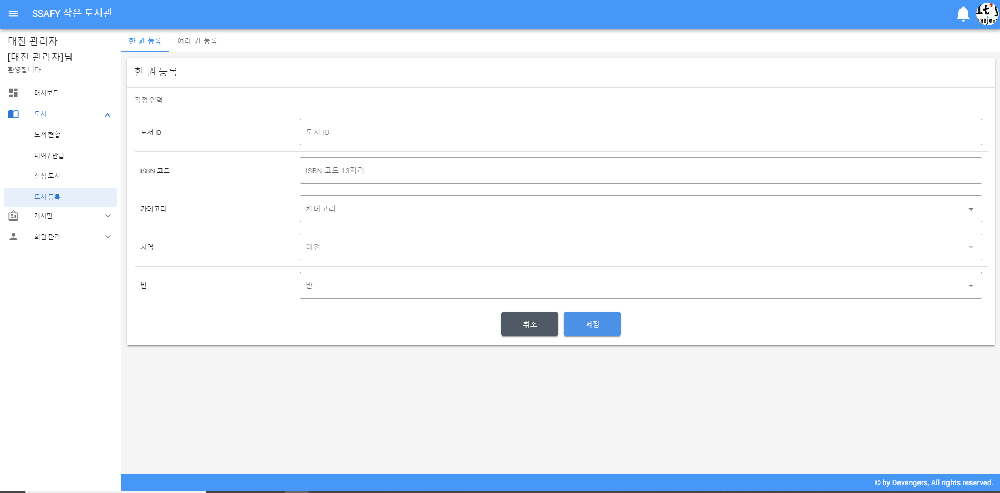 SSAFY 작은 도서관
It's
Daejeon
대전 관리자
[대전 관리자]님
환영합니다
대시보드
도서
도서 현황
대여 / 반납
신청 도서
도서 등록
게시판
회원 관리
한 권 등록
여러 권 등록
한 권 등록
직접 입력
도서 ID
도서 ID
ISBN 코드
ISBN 코드 13자리
카테고리
카테고리
지역
대전
반
반
취소
저장
© by Devengers, All rights reserved.